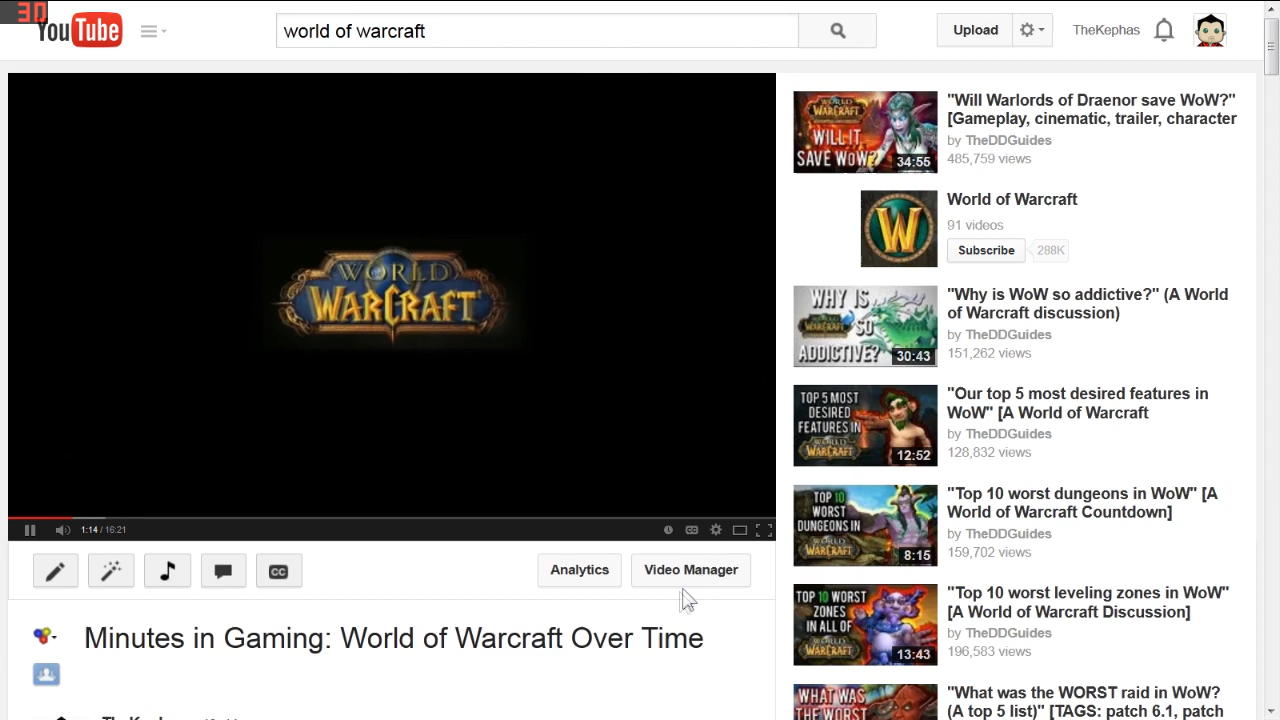 30
YouTube
world of warcraft
Upload
TheKephas
WORLD
WARCRAFT
1:14 / 16:21
CC
CC
Analytics
Video Manager
Minutes in Gaming: World of Warcraft Over Time
WORLD
WARCRAFT
WILL IT
SAVE WOW?
34:55
"Will Warlords of Draenor save WoW?"
[Gameplay, cinematic, trailer, character
by TheDDGuides
485,759 views
W
World of Warcraft
91 videos
Subscribe
288K
WHY IS
WARCRAFT
SO
ADDICTIVE?
30:43
"Why is WoW so addictive?" (A World
of Warcraft discussion)
by TheDDGuides
151,262 views
TOP 5 MOST
DESIRED
FEATURES IN
WARCRAFT
12:52
"Our top 5 most desired features in
WoW" [A World of Warcraft
by TheDDGuides
128,832 views
TOP 10
WORST
DUNGEONS IN
WARCRAFT
8:15
"Top 10 worst dungeons in WoW" [A
World of Warcraft Countdown]
by TheDDGuides
159,702 views
TOP 10 WORST
ZONES
IN ALL OF
WARCRAFT
13:43
"Top 10 worst leveling zones in WoW"
[A World of Warcraft Discussion]
by TheDDGuides
196,583 views
WHAT WAS
THE WORST
"What was the WORST raid in WoW?
(A top 5 list)" [TAGS: patch 6.1, patch